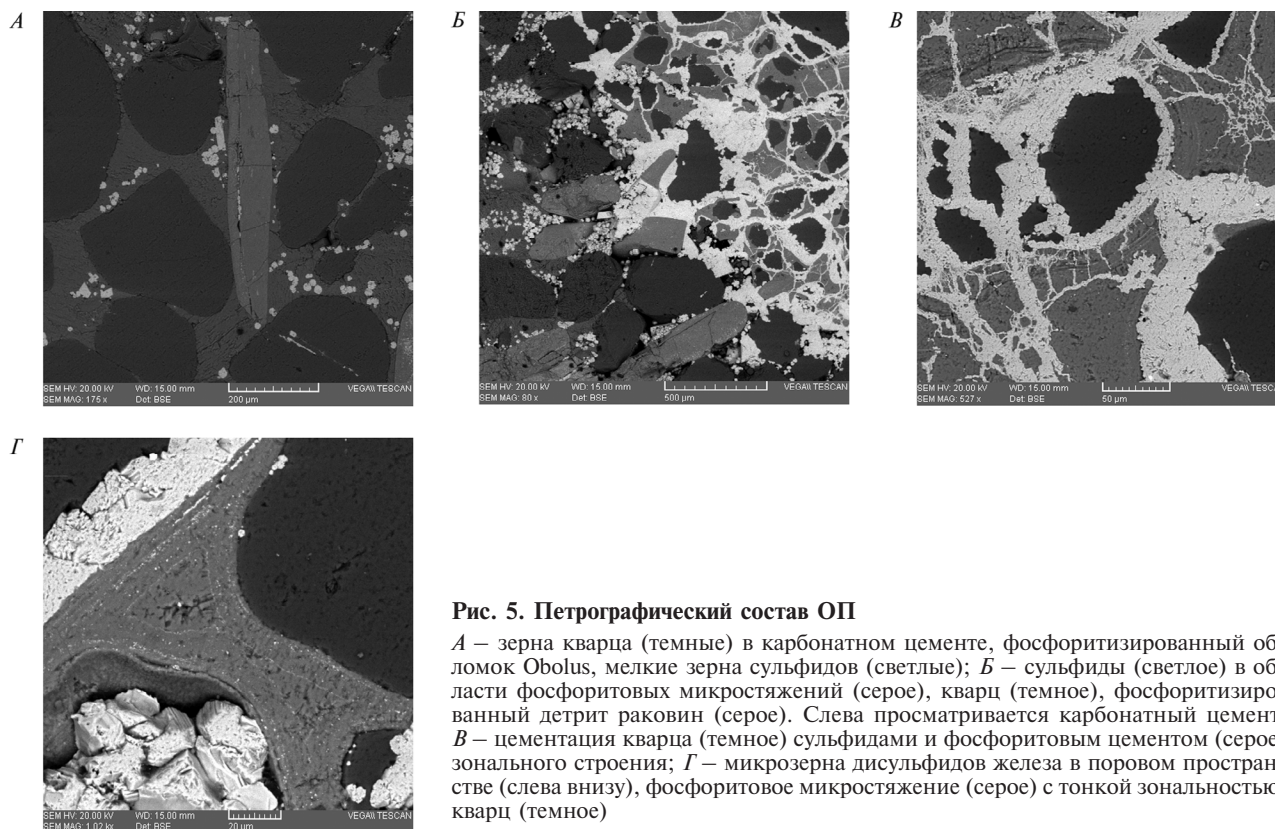 А
Б
В
SEM HV: 20.00 kV WD: 15.00 mm VEGA\\ TESCAN
SEM MAG: 175 x Det: BSE 200 µm
SEM HV: 20.00 kV WD: 15.00 mm VEGA\\ TESCAN
SEM MAG: 80 x Det: BSE 500 µm
SEM HV: 20.00 kV WD: 15.00 mm VEGA\\ TESCAN
SEM MAG: 527 x Det: BSE 50 µm
Г
SEM HV: 20.00 kV WD: 15.00 mm VEGA\\ TESCAN
SEM MAG: 1.02 kx Det: BSE 20 µm
Рис. 5. Петрографический состав ОП
А – зерна кварца (темные) в карбонатном цементе, фосфоритизированный об
ломок Obolus, мелкие зерна сульфидов (светлые); Б – сульфиды (светлое) в об
ласти фосфоритовых микростяжений (серое), кварц (темное), фосфоритизиро
ванный детрит раковин (серое). Слева просматривается карбонатный цемент
В – цементация кварца (темное) сульфидами и фосфоритовым цементом (серое
зонального строения; Г – микрозерна дисульфидов железа в поровом простран
стве (слева внизу), фосфоритовое микростяжение (серое) с тонкой зональностью
кварц (темное)